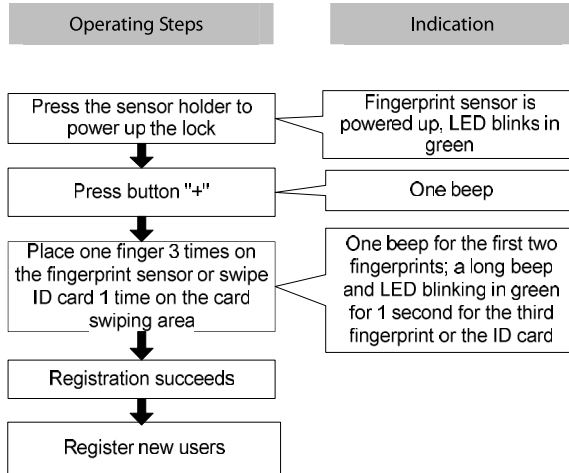 Operating Steps
Indication
Press the sensor holder to
power up the lock
Fingerprint sensor is
powered up, LED blinks in
green
Press button "+"
One beep
Place one finger 3 times on
the fingerprint sensor or swipe
ID card 1 time on the card
swiping area
One beep for the first two
fingerprints; a long beep
and LED blinking in green
for 1 second for the third
fingerprint or the ID card
Registration succeeds
Register new users